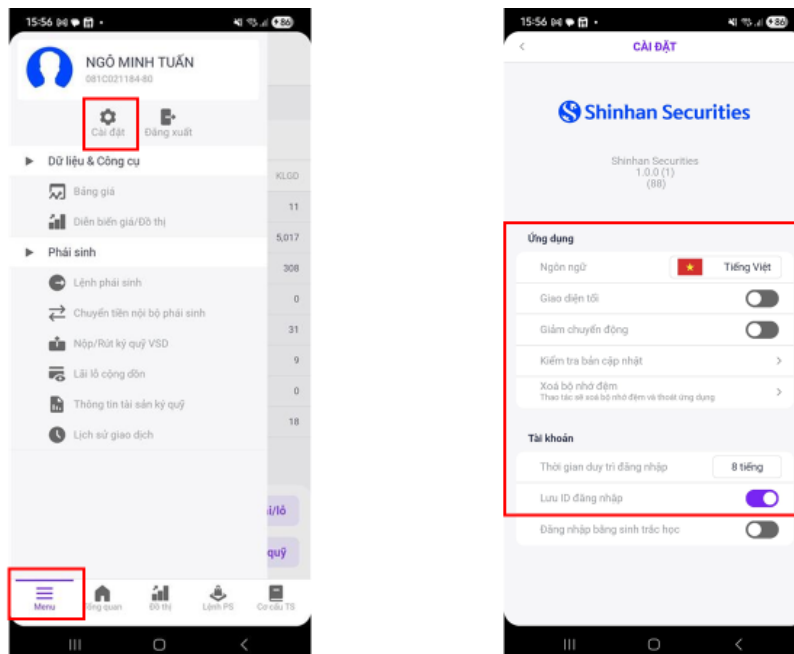 15:56
86
NGÔ MINH TUẤN
081C021184-80
Cài đặt
Đăng xuất
Dữ liệu & Công cụ
KLGD
Bảng giá
11
Diễn biến giá/Đồ thị
5,017
Phái sinh
308
Lệnh phái sinh
0
Chuyển tiền nội bộ phái sinh
31
Nộp/Rút ký quỹ VSD
9
Lãi lỗ cộng dồn
0
Thông tin tài sản ký quỹ
18
Lịch sử giao dịch
ãi/lỗ
quỹ
Menu
Tổng quan
Đồ thị
Lệnh PS
Cơ cấu TS
15:56
86
CÀI ĐẶT
Shinhan Securities
Shinhan Securities
1.0.0 (1)
(88)
Ứng dụng
Ngôn ngữ
Tiếng Việt
Giao diện tối
Giảm chuyển động
Kiểm tra bản cập nhật
Xoá bộ nhớ đệm
Thao tác sẽ xoá bộ nhớ đệm và thoát ứng dụng
Tài khoản
Thời gian duy trì đăng nhập
8 tiếng
Lưu ID đăng nhập
Đăng nhập bằng sinh trắc học